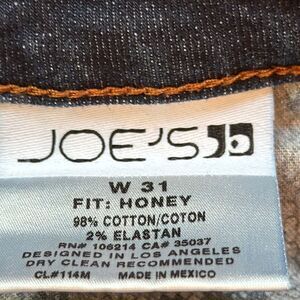 JOE'S
W 31
FIT: HONEY
98% COTTON/COTON
2% ELASTAN
RN# 106214 CA# 35037
DESIGNED IN LOS ANGELES
DRY CLEAN RECOMMENDED
CL#114M MADE IN MEXICO